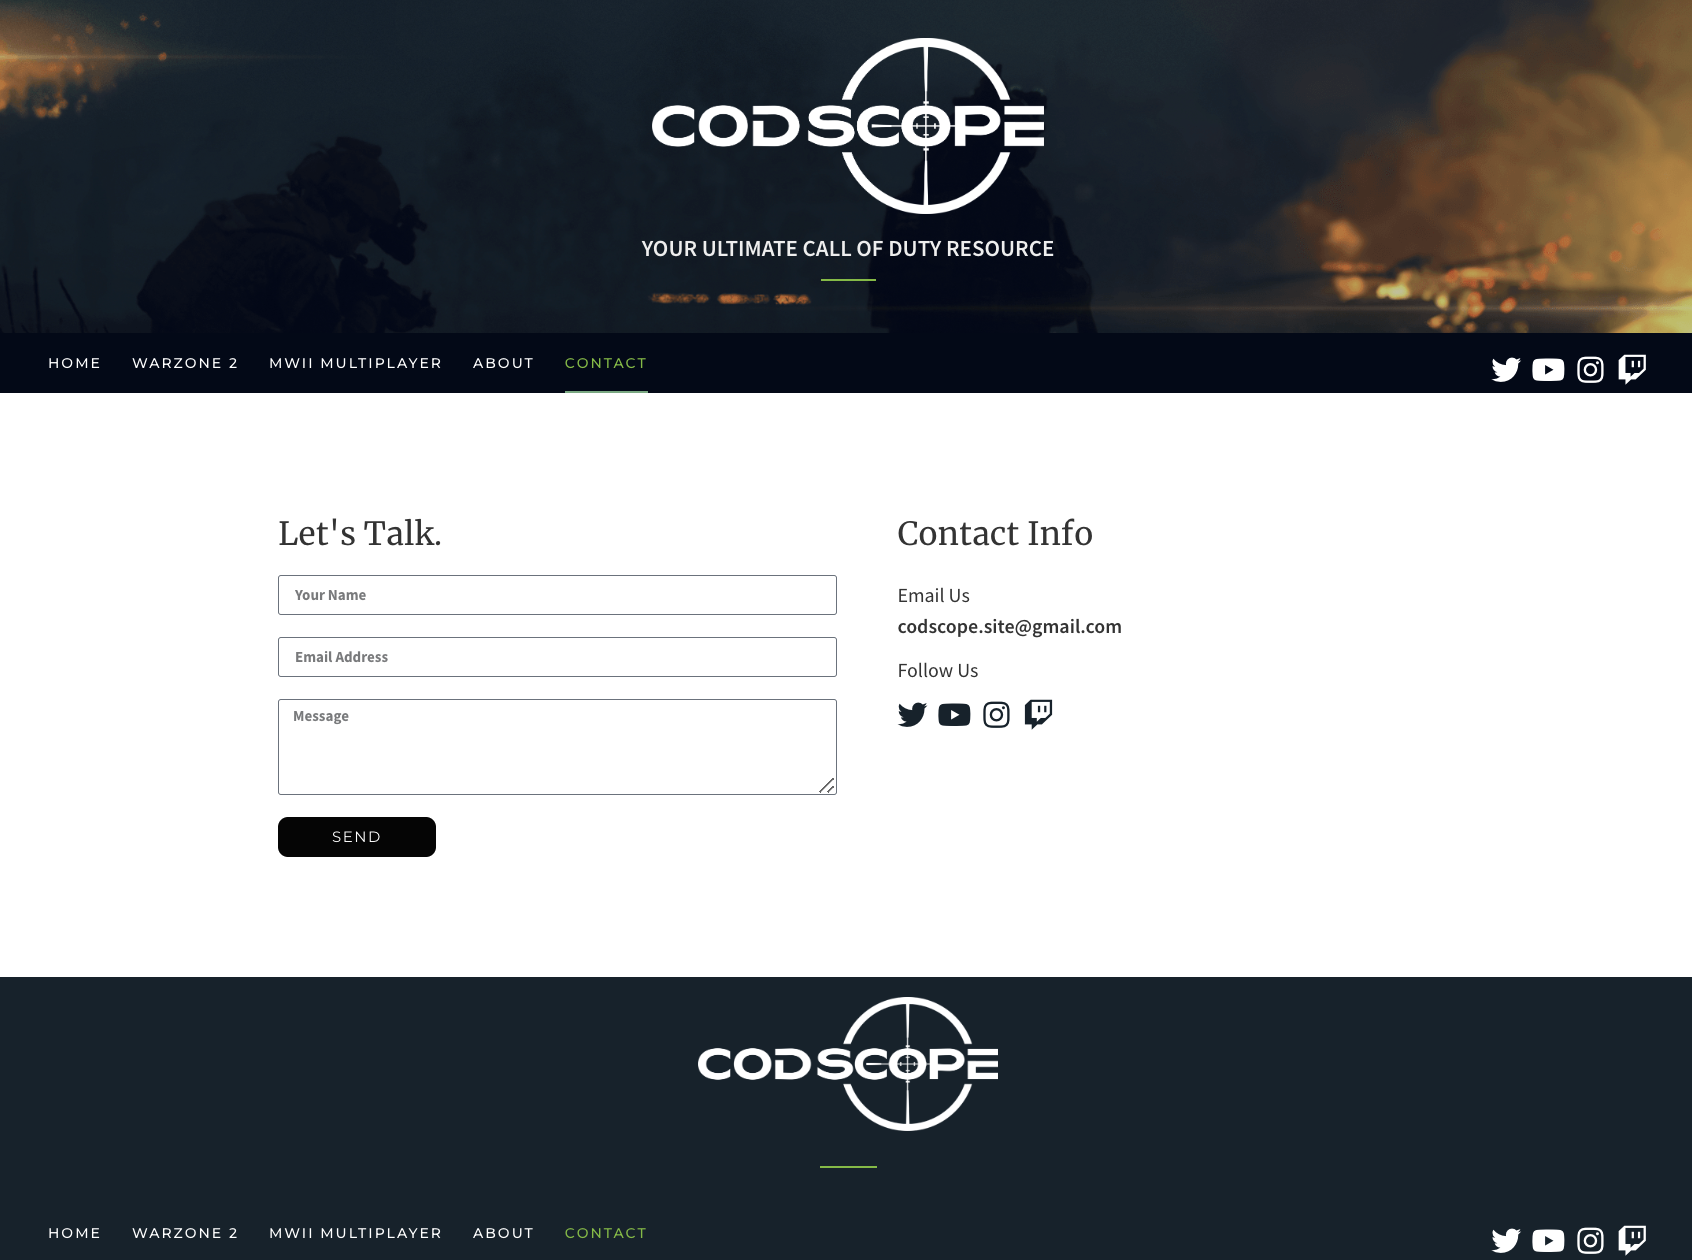 CODSCOPE
YOUR ULTIMATE CALL OF DUTY RESOURCE
HOME WARZONE 2 MWII MULTIPLAYER ABOUT CONTACT
Let's Talk.
Your Name
Email Address
Message
SEND
Contact Info
Email Us
codscope.site@gmail.com
Follow Us
CODSCOPE
HOME WARZONE 2 MWII MULTIPLAYER ABOUT CONTACT